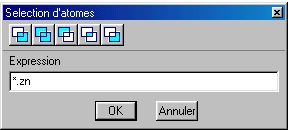 Selection d'atomes
Expression
*.zn
OK
Annuler